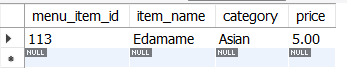 menu_item_id item_name category price
113 Edamame Asian 5.00
NULL NULL NULL NULL